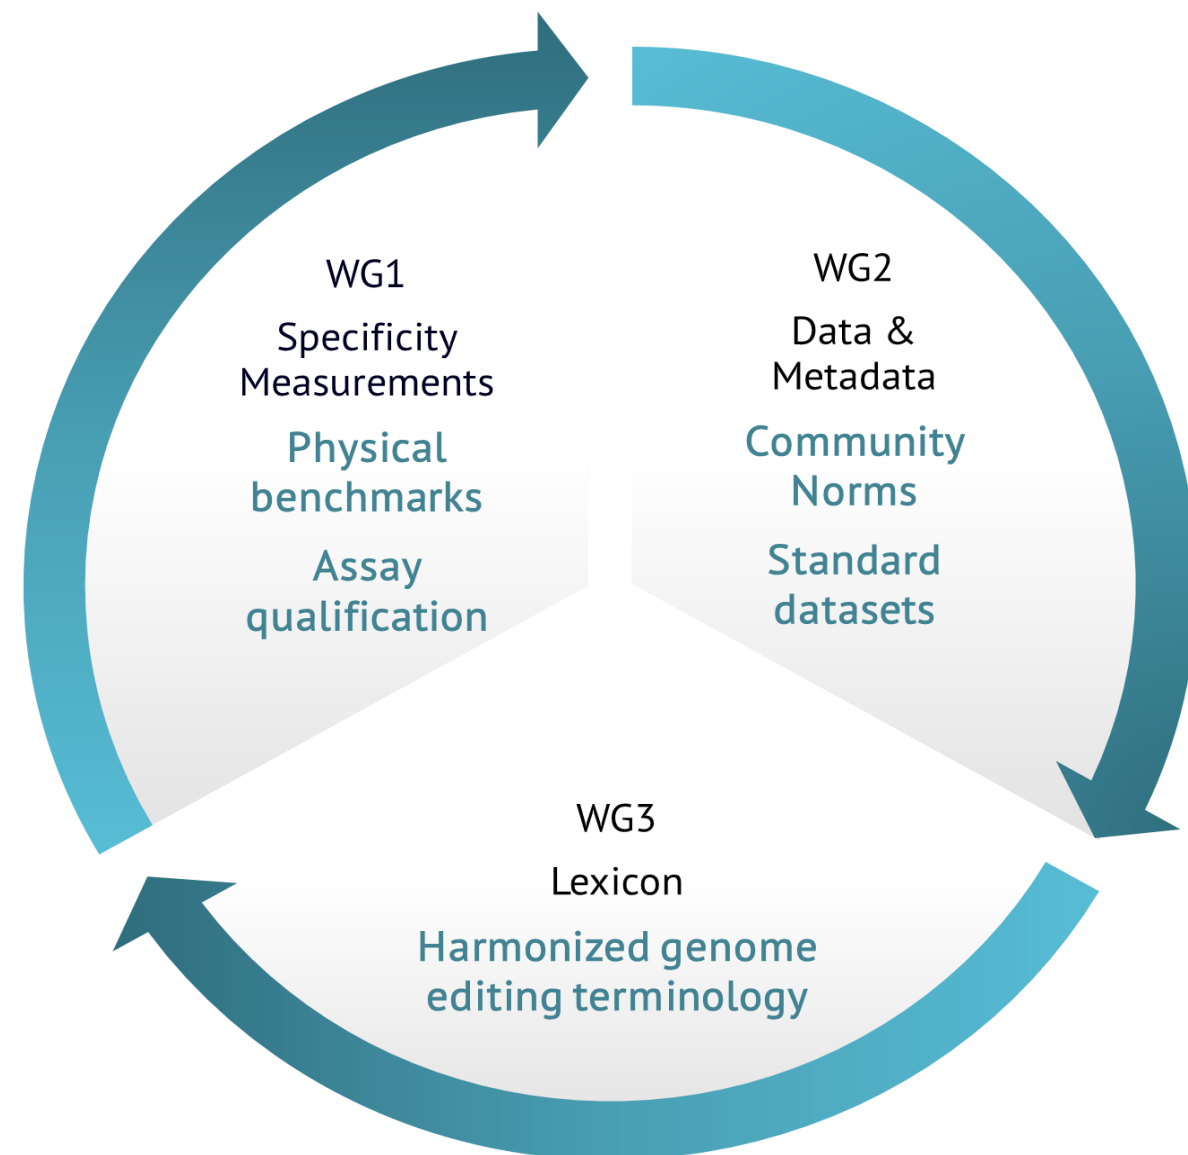 WG1
Specificity
Measurements
Physical
benchmarks
Assay
qualification
WG2
Data &
Metadata
Community
Norms
Standard
datasets
WG3
Lexicon
Harmonized genome
editing terminology